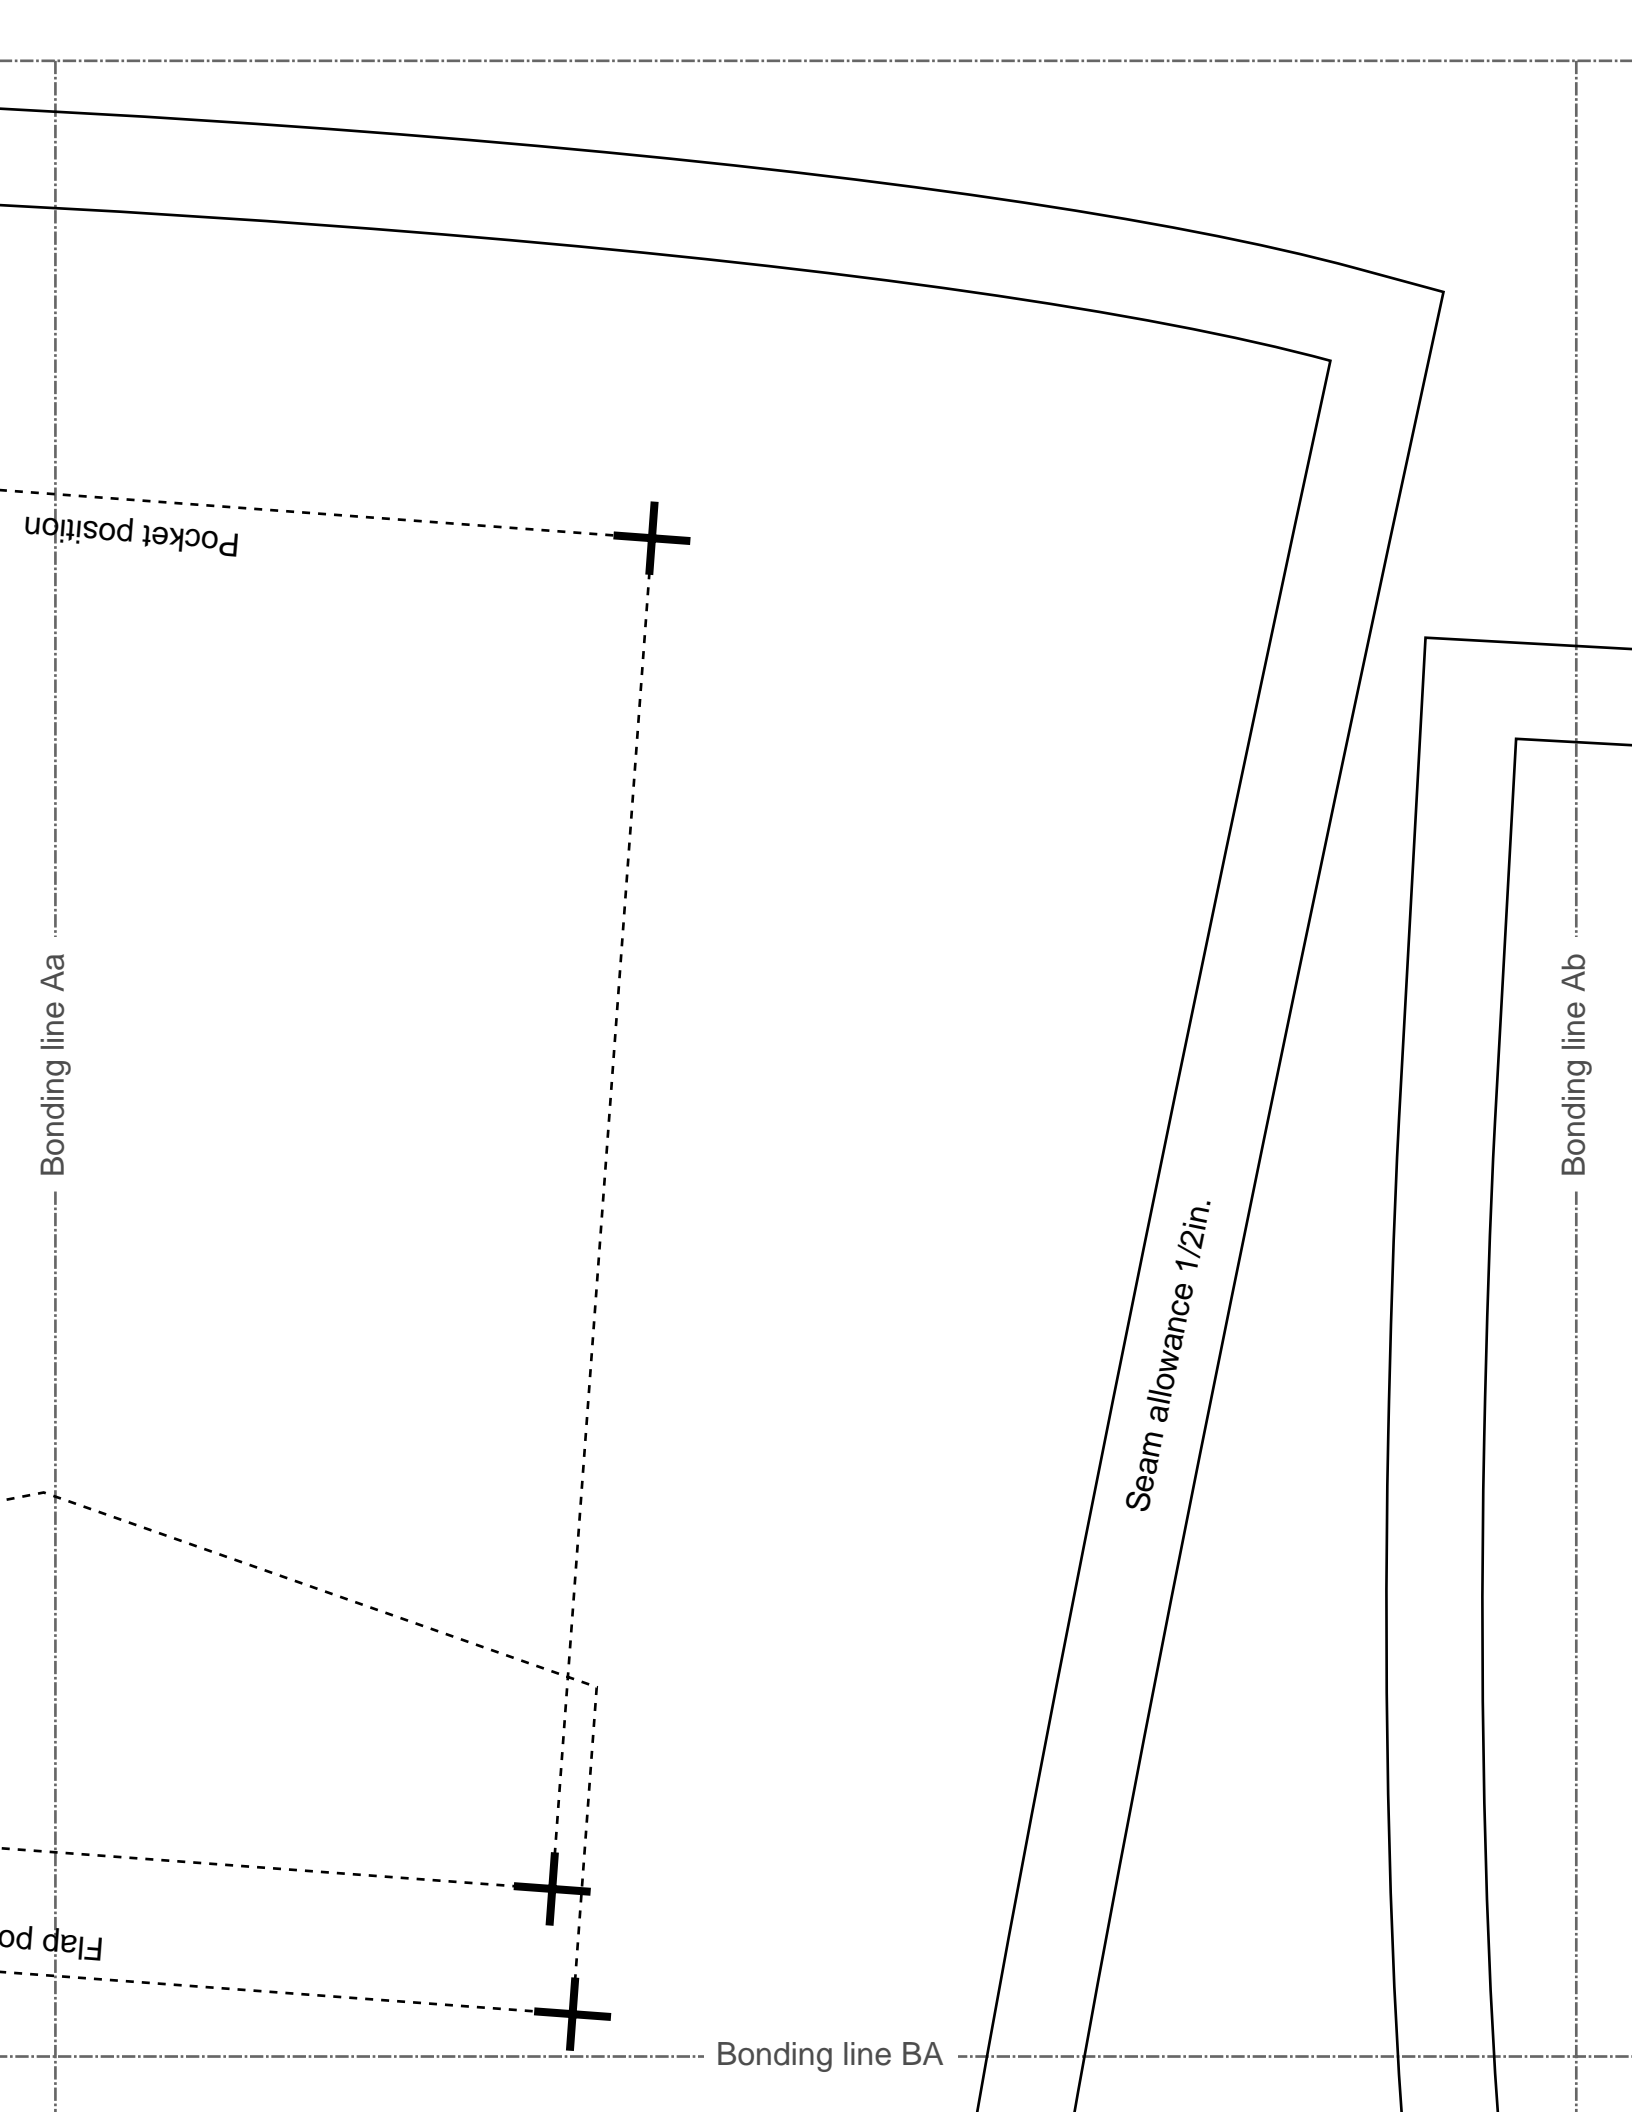 Pocket position
Bonding line Aa
Bonding line Ab
Seam allowance 1/2in.
Flap po
Bonding line BA